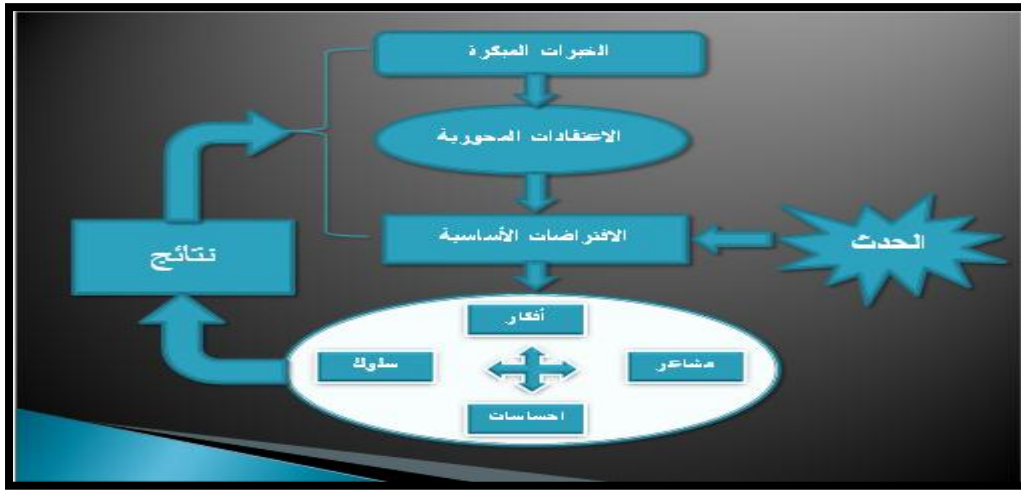 الخبرات المبكرة
الاعتقادات المحورية
الافتراضات الأساسية
الحدث
نتائج
أفكار
مشاعر
سلوك
احساسات